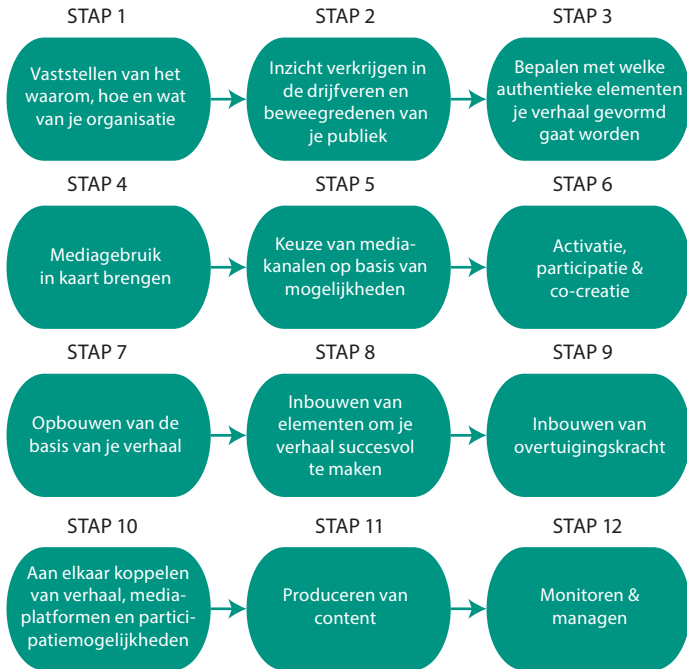 STAP 1
Vaststellen van het
waarom, hoe en wat
van je organisatie
STAP 2
Inzicht verkrijgen in
de drijfveren en
beweegredenen van
je publiek
STAP 3
Bepalen met welke
authentieke elementen
je verhaal gevormd
gaat worden
STAP 4
Mediagebruik
in kaart brengen
STAP 5
Keuze van media-
kanalen op basis van
mogelijkheden
STAP 6
Activatie,
participatie &
co-creatie
STAP 7
Opbouwen van de
basis van je verhaal
STAP 8
Inbouwen van
elementen om je
verhaal succesvol
te maken
STAP 9
Inbouwen van
overtuigingskracht
STAP 10
Aan elkaar koppelen
van verhaal, media-
platformen en partici-
patiemogelijkheden
STAP 11
Produceren van
content
STAP 12
Monitoren &
managen